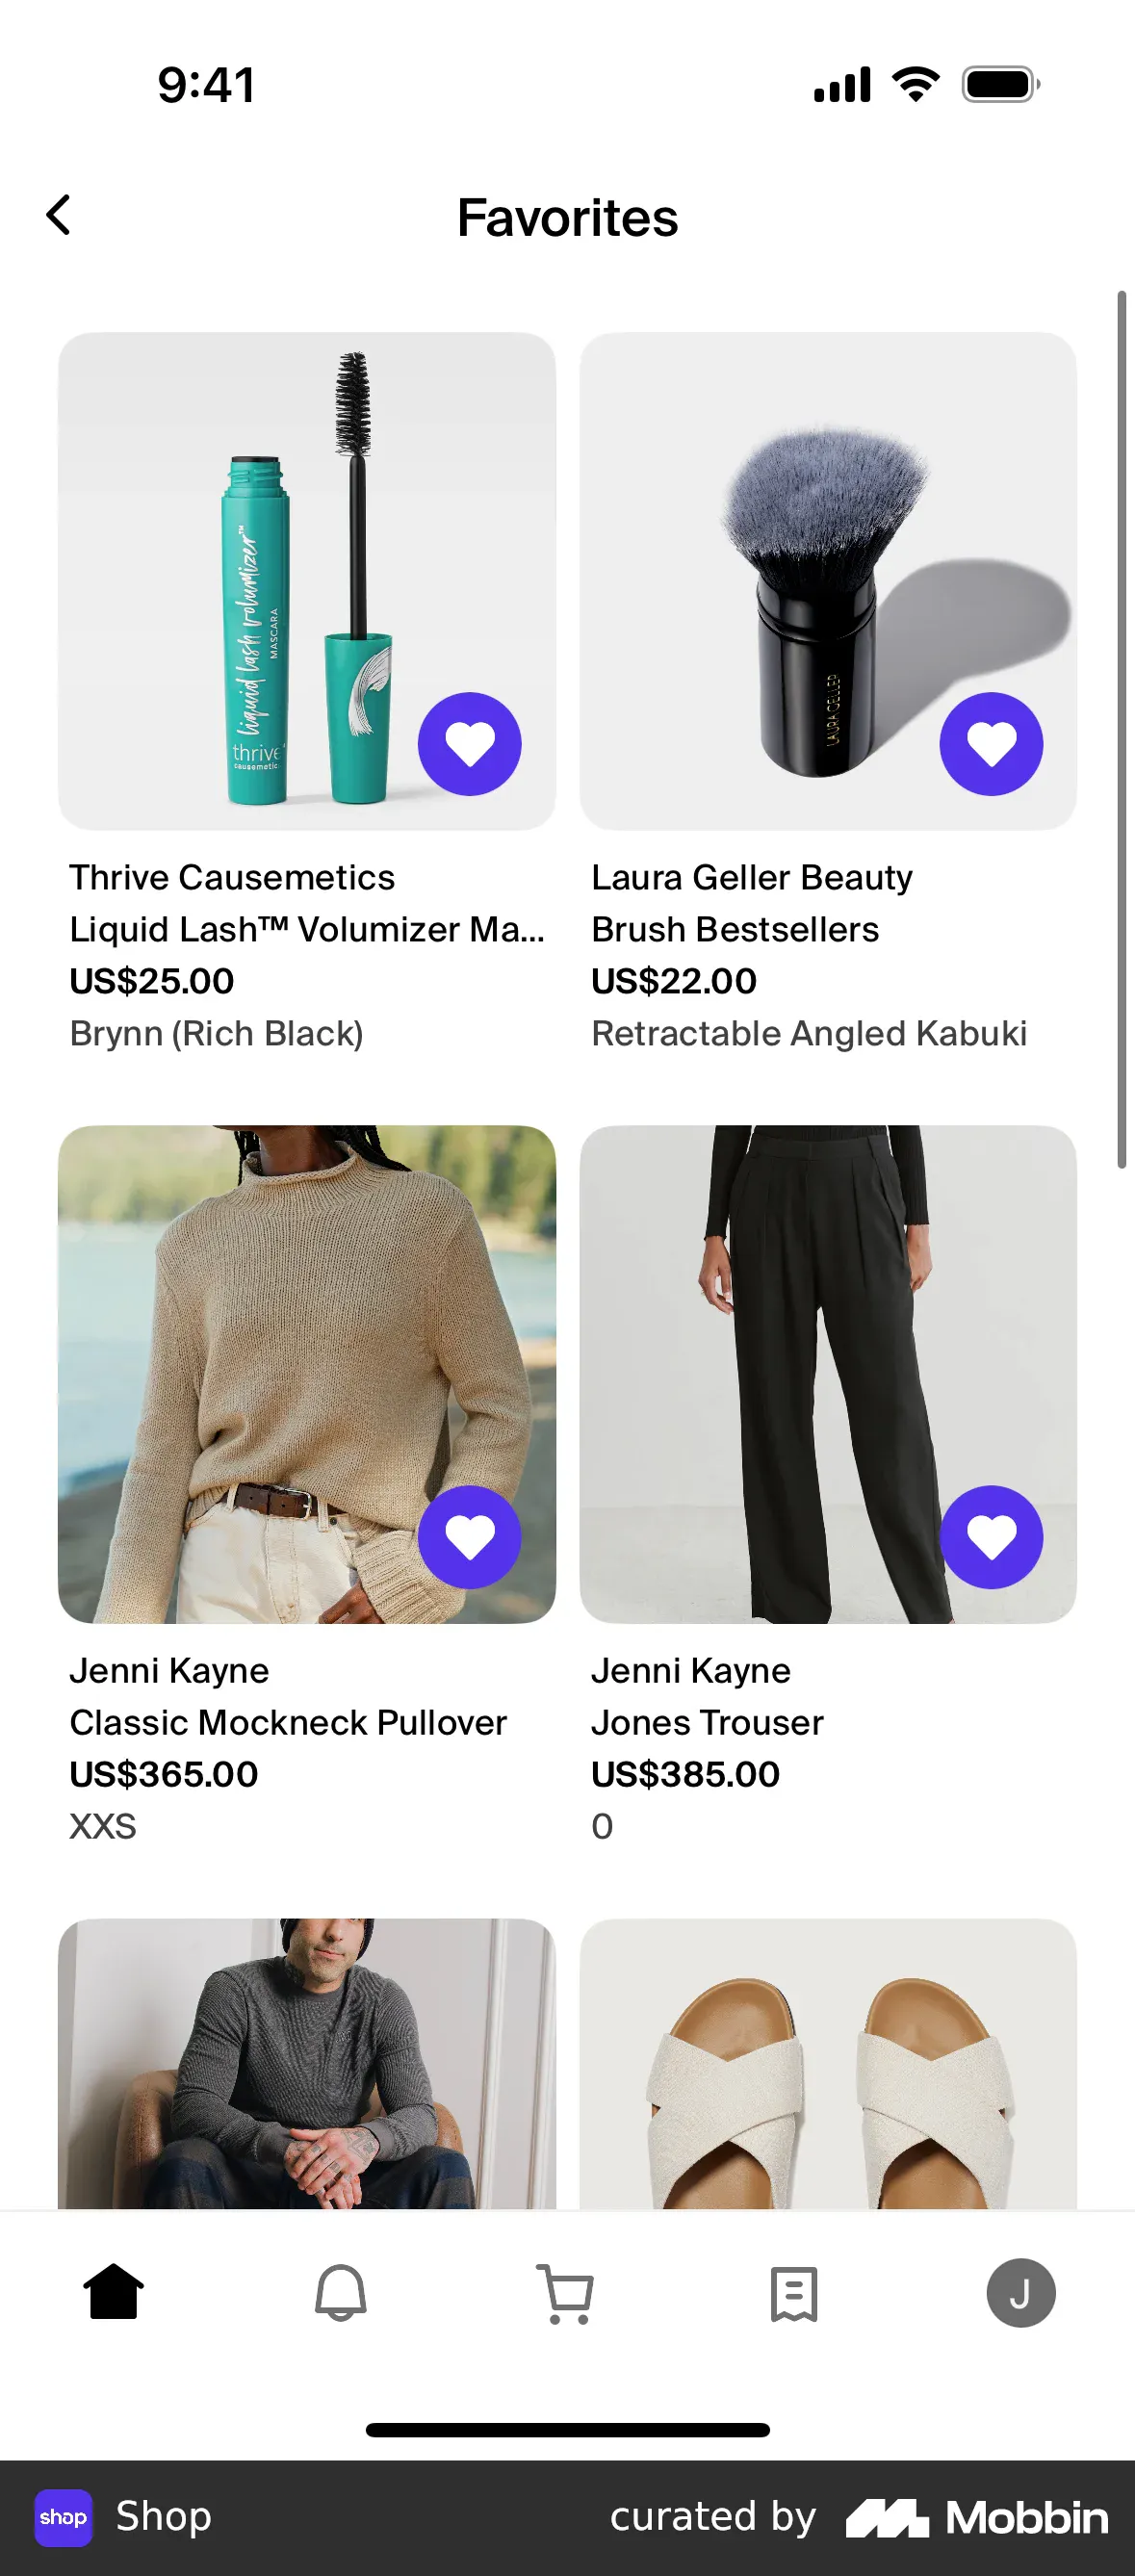 9:41
Favorites
liquid lash volumizer™
MASCARA
thrive
causemetic
LAURA GELLER
Thrive Causemetics
Liquid Lash™ Volumizer Ma...
US$25.00
Brynn (Rich Black)
Laura Geller Beauty
Brush Bestsellers
US$22.00
Retractable Angled Kabuki
Jenni Kayne
Classic Mockneck Pullover
US$365.00
XXS
Jenni Kayne
Jones Trouser
US$385.00
0
J
shop Shop
curated by Mobbin